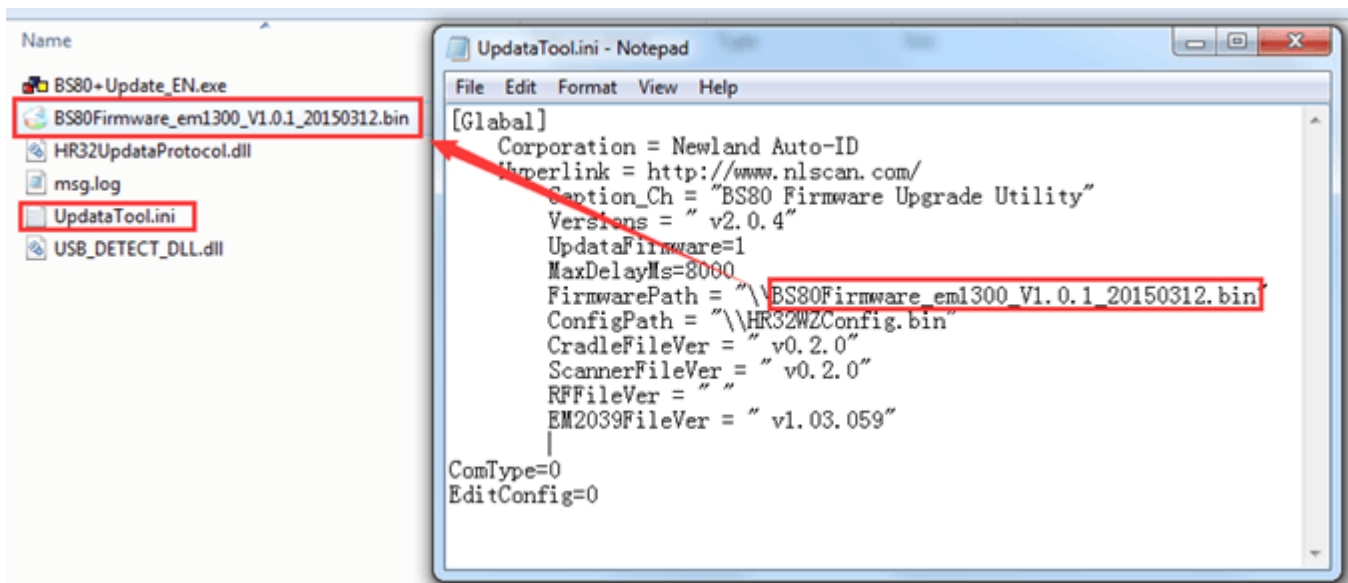 Name
BS80+Update_EN.exe
BS80Firmware_em1300_V1.0.1_20150312.bin
HR32UpdataProtocol.dll
msg.log
UpdataTool.ini
USB_DETECT_DLL.dll
UpdataTool.ini - Notepad
File Edit Format View Help
[Glabal]
Corporation = Newland Auto-ID
Hyperlink = http://www.nlscan.com/
Caption_Ch = "BS80 Firmware Upgrade Utility"
Versions = " v2.0.4"
UpdataFirmware=1
MaxDelayMs=8000
FirmwarePath = "\\BS80Firmware_em1300_V1.0.1_20150312.bin"
ConfigPath = "\\HR32WZConfig.bin"
CradleFileVer = " v0.2.0"
ScannerFileVer = " v0.2.0"
RFFileVer = " "
EM2039FileVer = " v1.03.059"
ComType=0
EditConfig=0